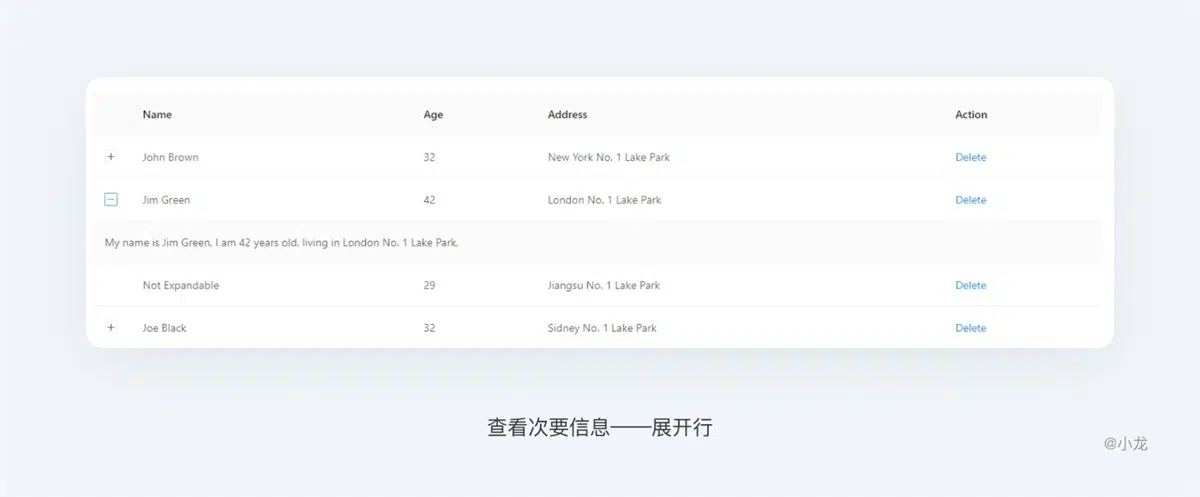 Name Age Address Action
+ John Brown 32 New York No. 1 Lake Park Delete
− Jim Green 42 London No. 1 Lake Park Delete
My name is Jim Green, I am 42 years old, living in London No. 1 Lake Park.
Not Expandable 29 Jiangsu No. 1 Lake Park Delete
+ Joe Black 32 Sidney No. 1 Lake Park Delete
查看次要信息——展开行
@小龙